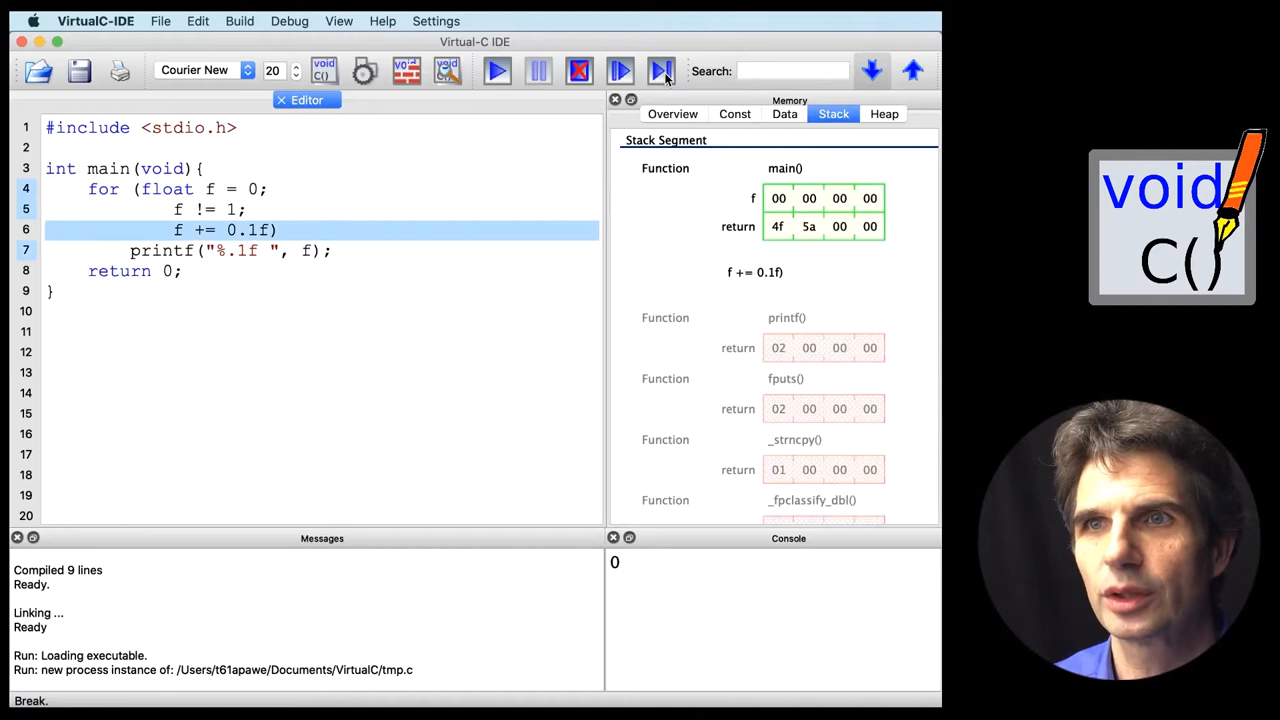 VirtualC-IDE File Edit Build Debug View Help Settings
Virtual-C IDE
Courier New 20 void C() void Search:
Editor
Memory
Overview Const Data Stack Heap
1 #include <stdio.h>
2
3 int main(void){
4 for (float f = 0;
5 f != 1;
6 f += 0.1f)
7 printf("%.1f ", f);
8 return 0;
9 }
10
11
12
13
14
15
16
17
18
19
20
Stack Segment
Function main()
f 00 00 00 00
return 4f 5a 00 00
f += 0.1f)
Function printf()
return 02 00 00 00
Function fputs()
return 02 00 00 00
Function _strncpy()
return 01 00 00 00
Function _fpclassify_dbl()
Messages
Compiled 9 lines
Ready.
Linking ...
Ready
Run: Loading executable.
Run: new process instance of: /Users/t61apawe/Documents/VirtualC/tmp.c
Console
0
Break.
void
C()